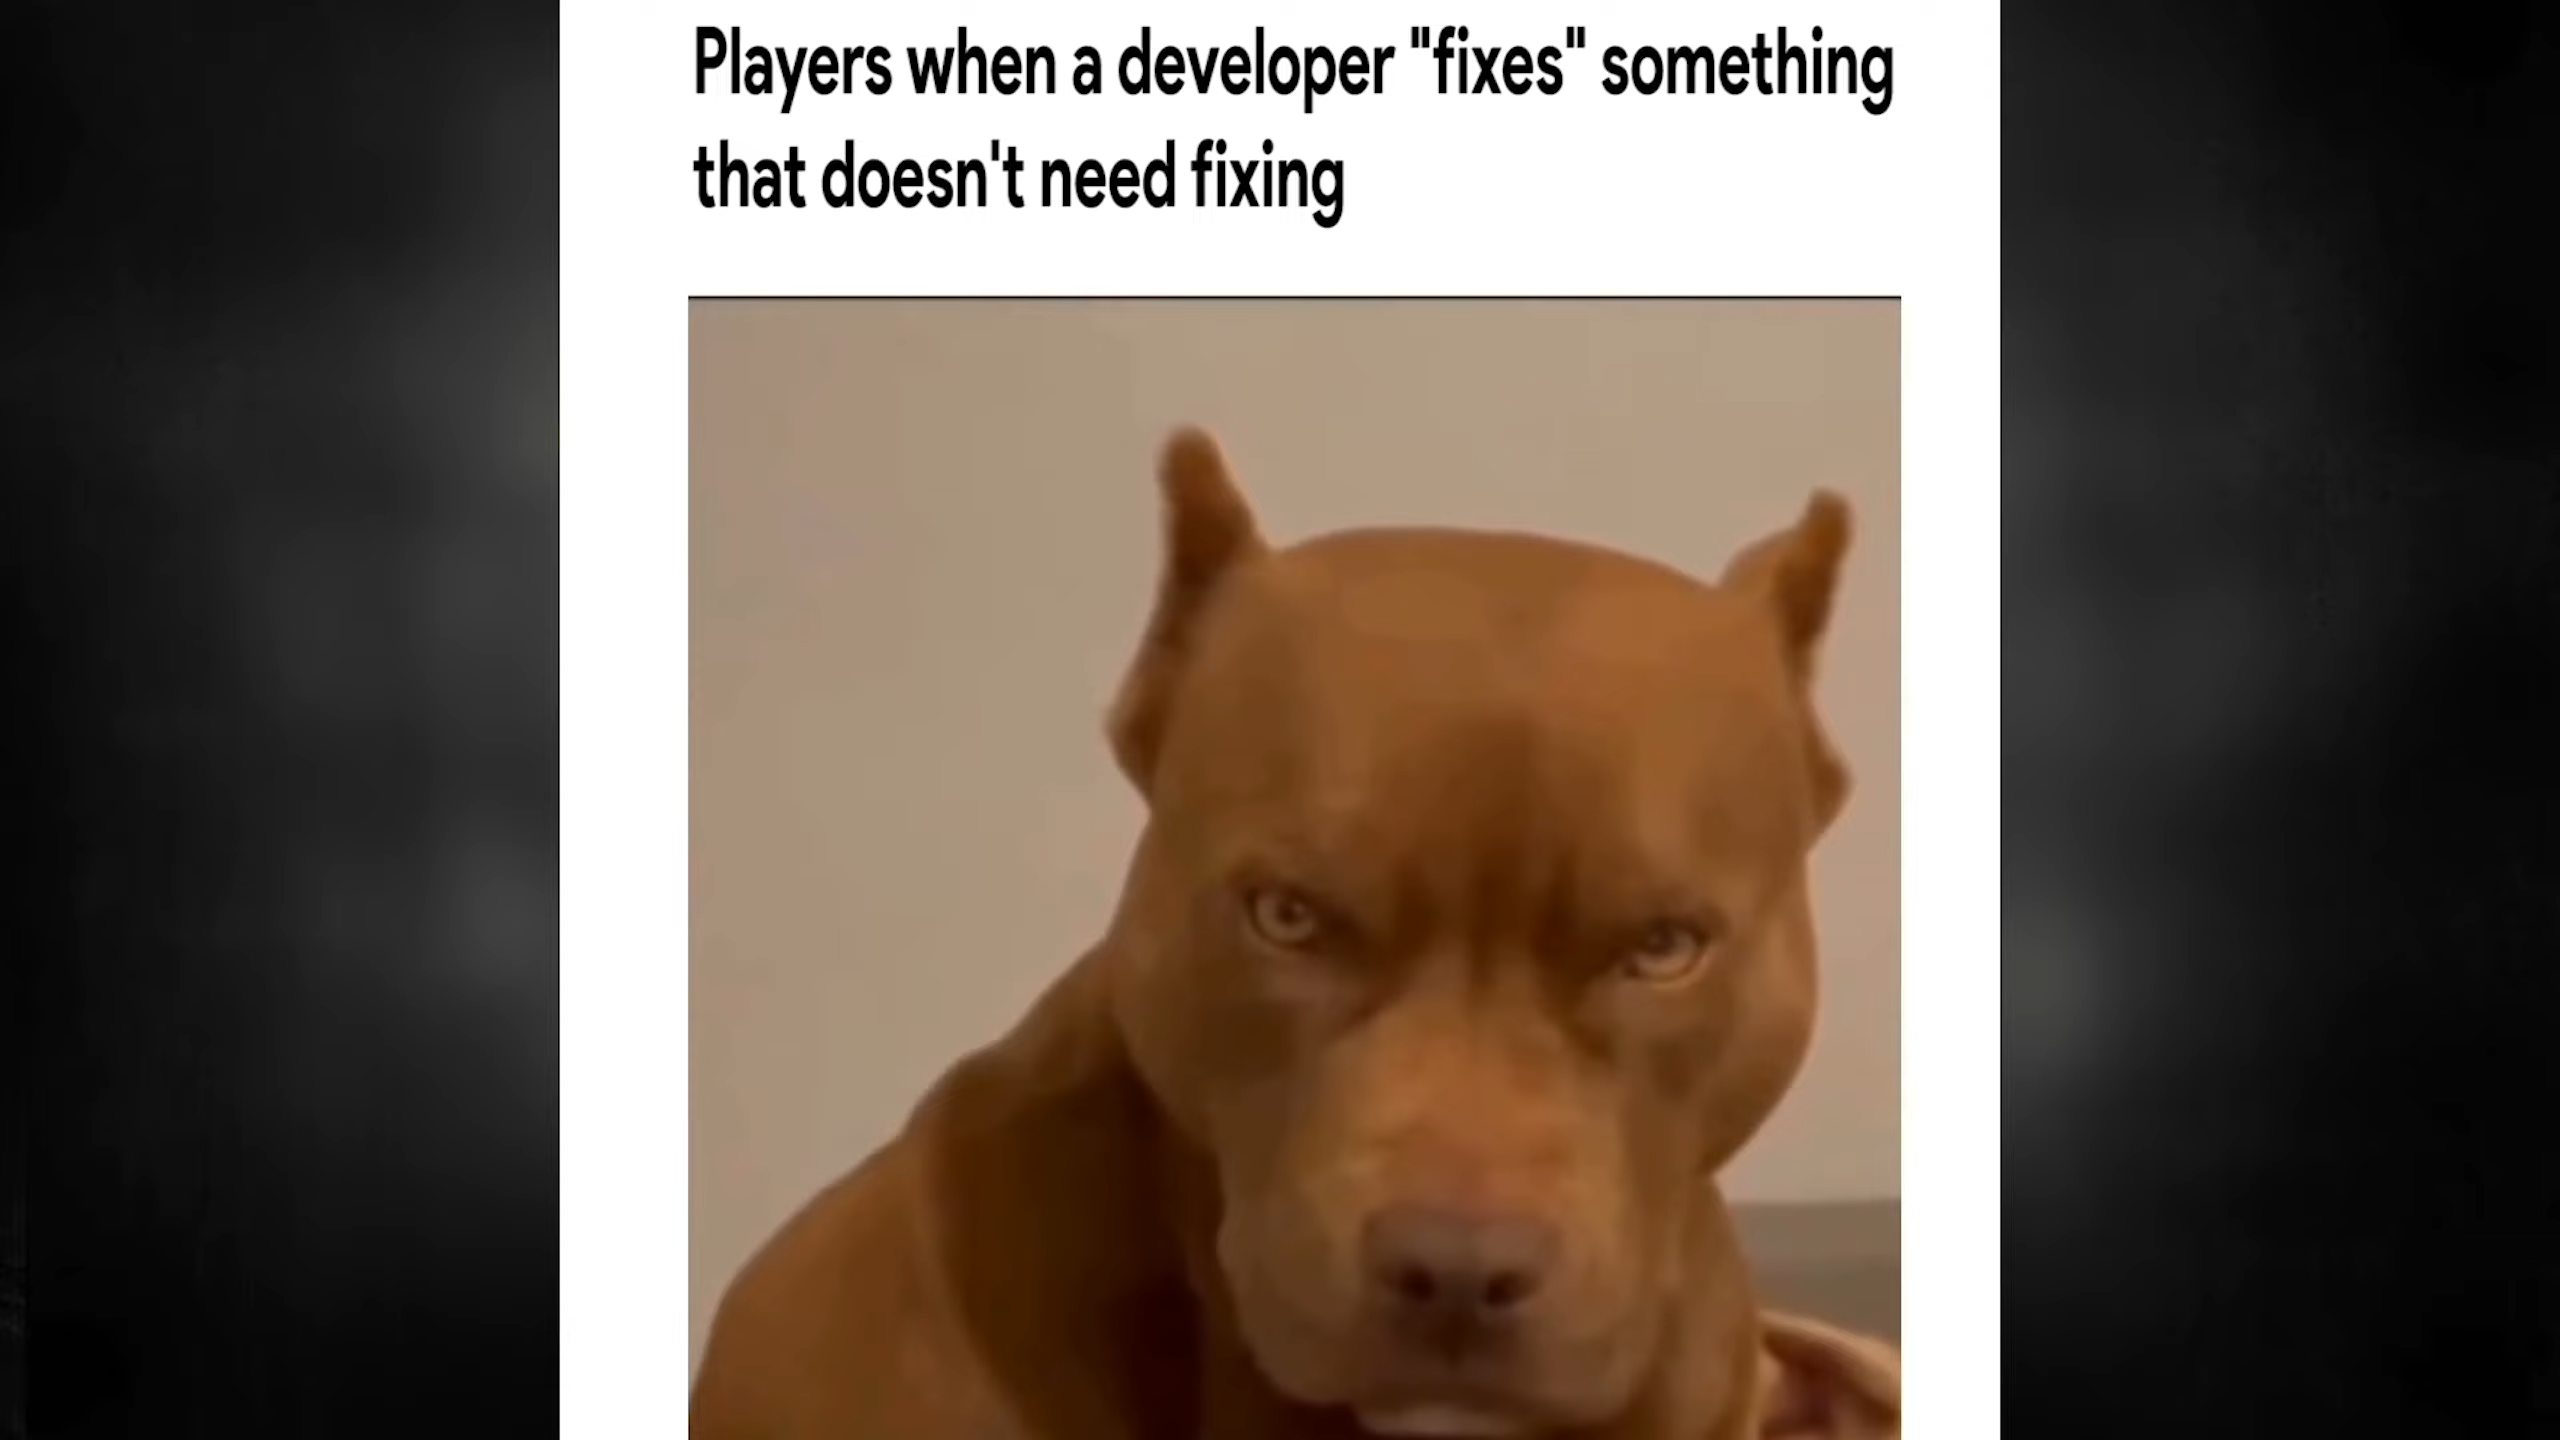 Players when a developer "fixes" something
that doesn't need fixing